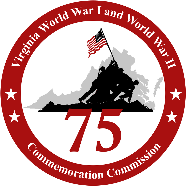 Virginia World War I and World War II
75
Commemoration Commission